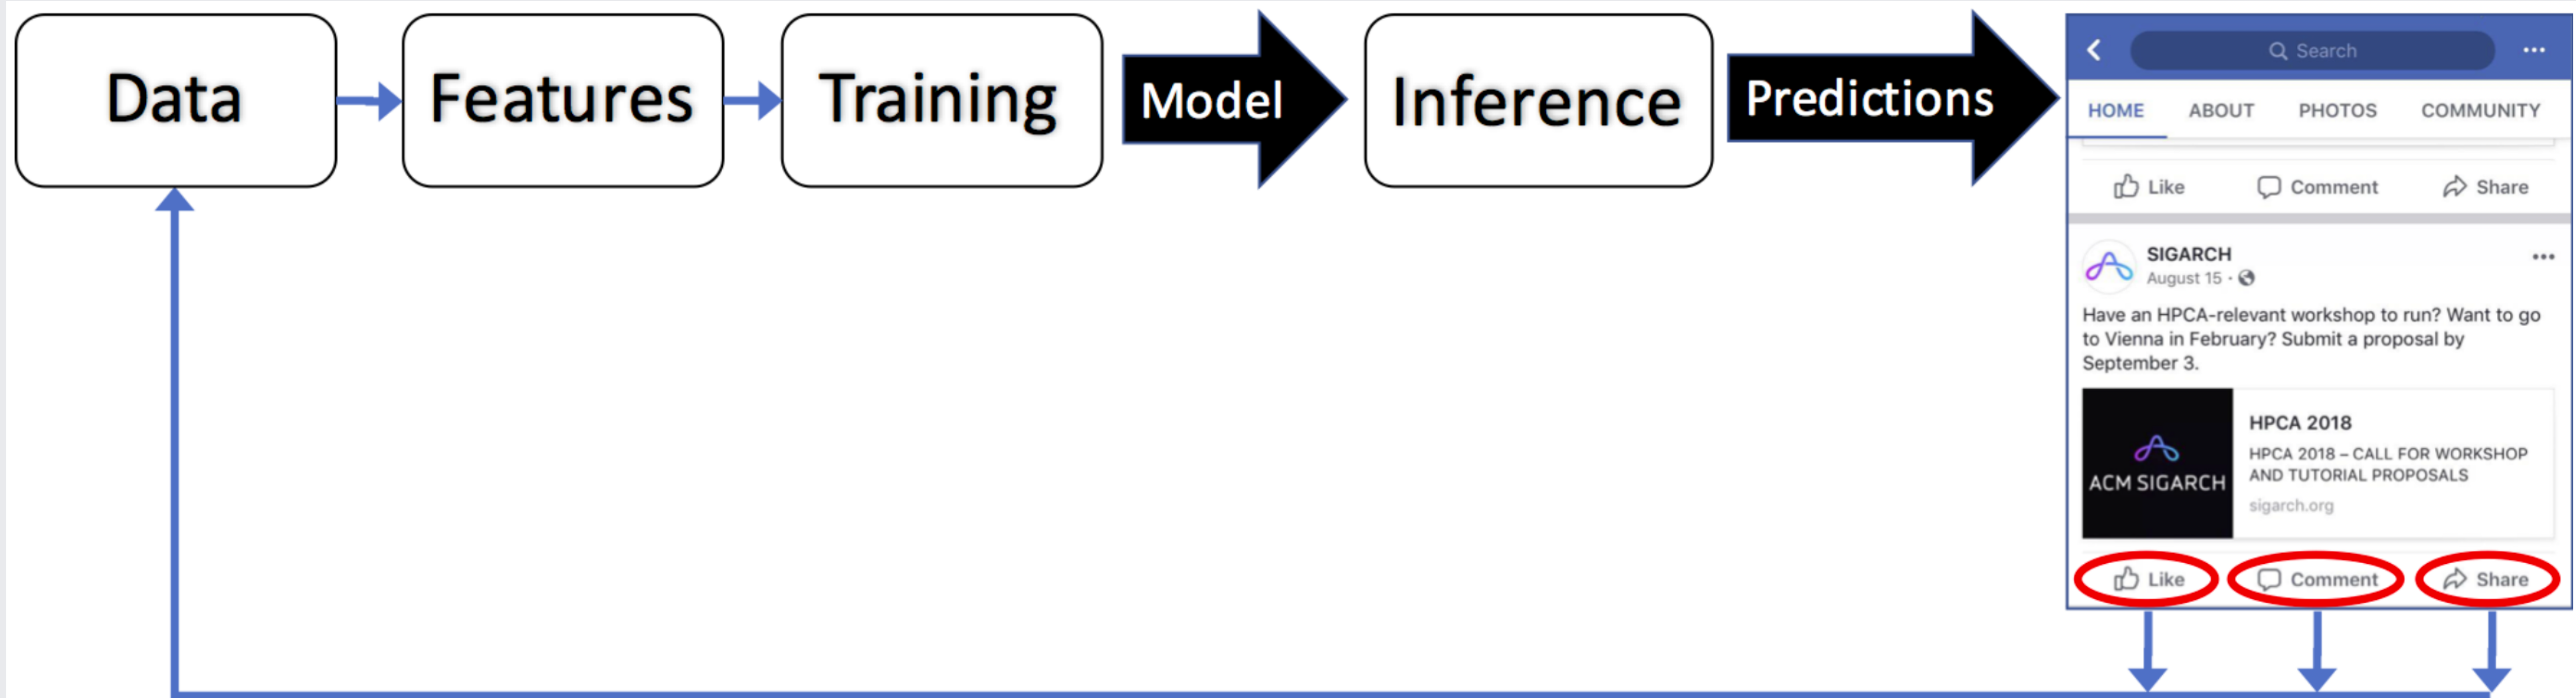 Data
Features
Training
Model
Inference
Predictions
Search
HOME ABOUT PHOTOS COMMUNITY
Like Comment Share
SIGARCH
August 15 ·
Have an HPCA-relevant workshop to run? Want to go
to Vienna in February? Submit a proposal by
September 3.
ACM SIGARCH
HPCA 2018
HPCA 2018 – CALL FOR WORKSHOP
AND TUTORIAL PROPOSALS
sigarch.org
Like Comment Share